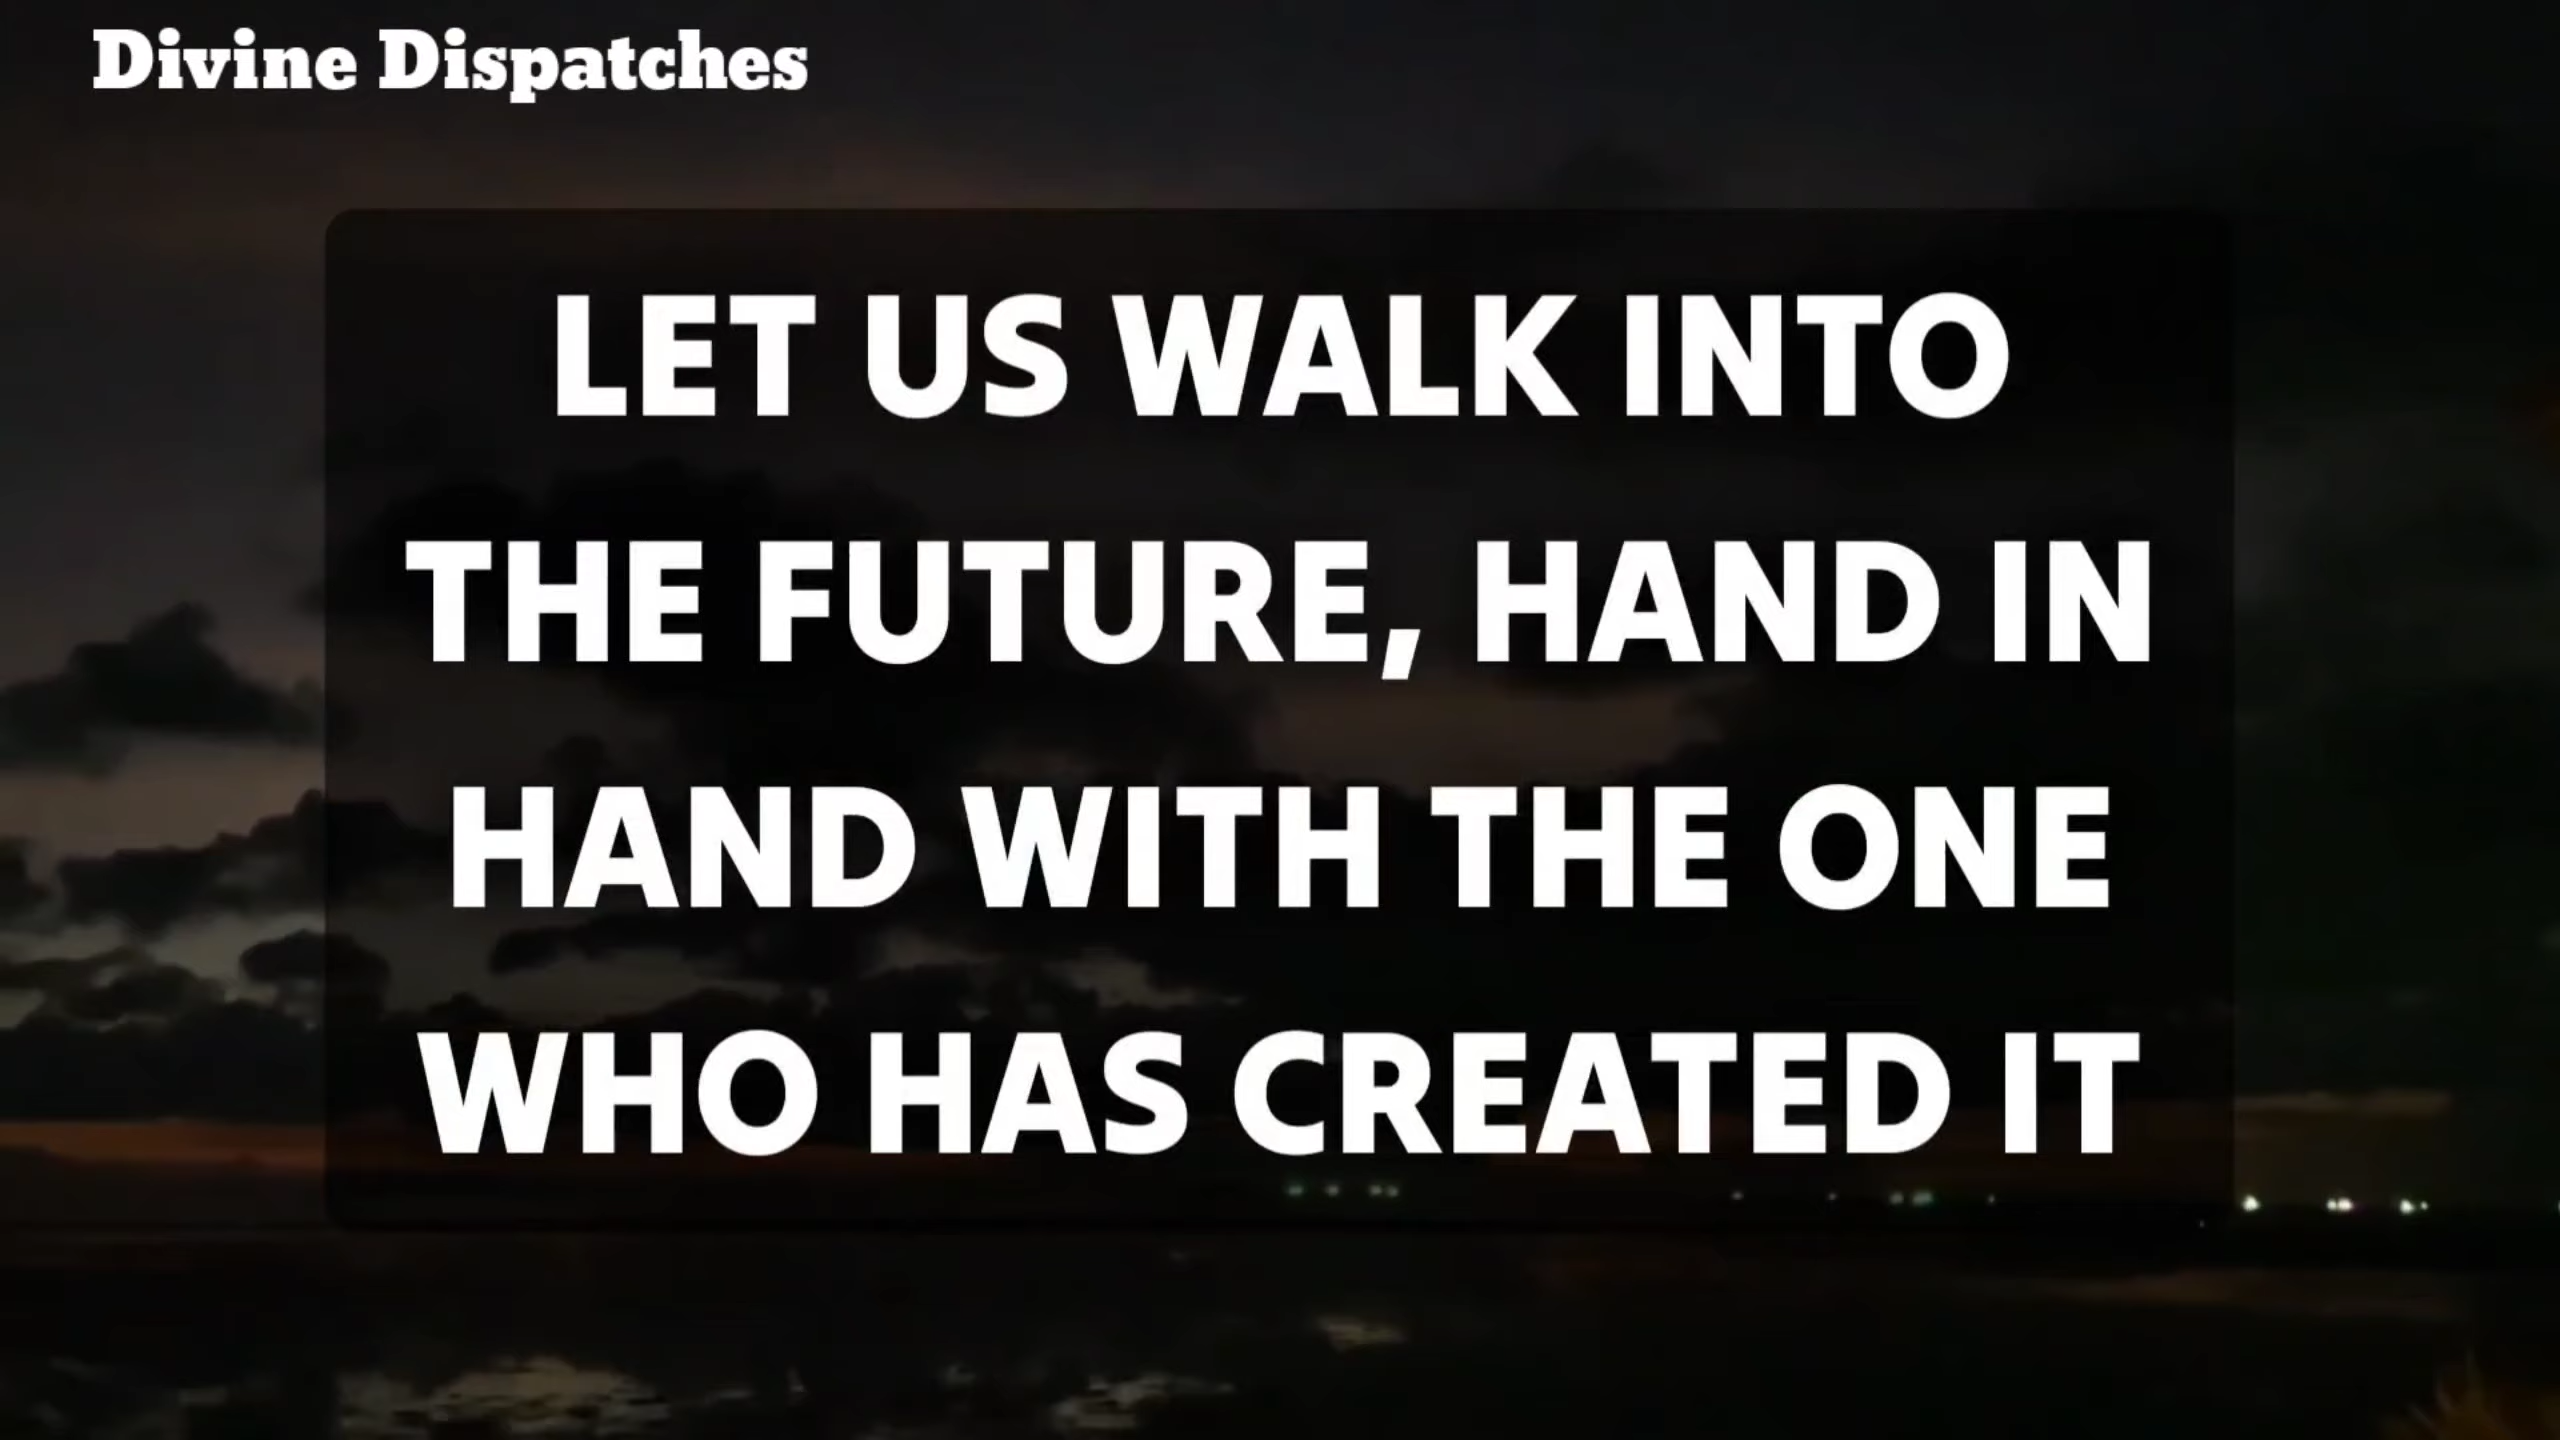 Divine Dispatches
LET US WALK INTO
THE FUTURE, HAND IN
HAND WITH THE ONE
WHO HAS CREATED IT